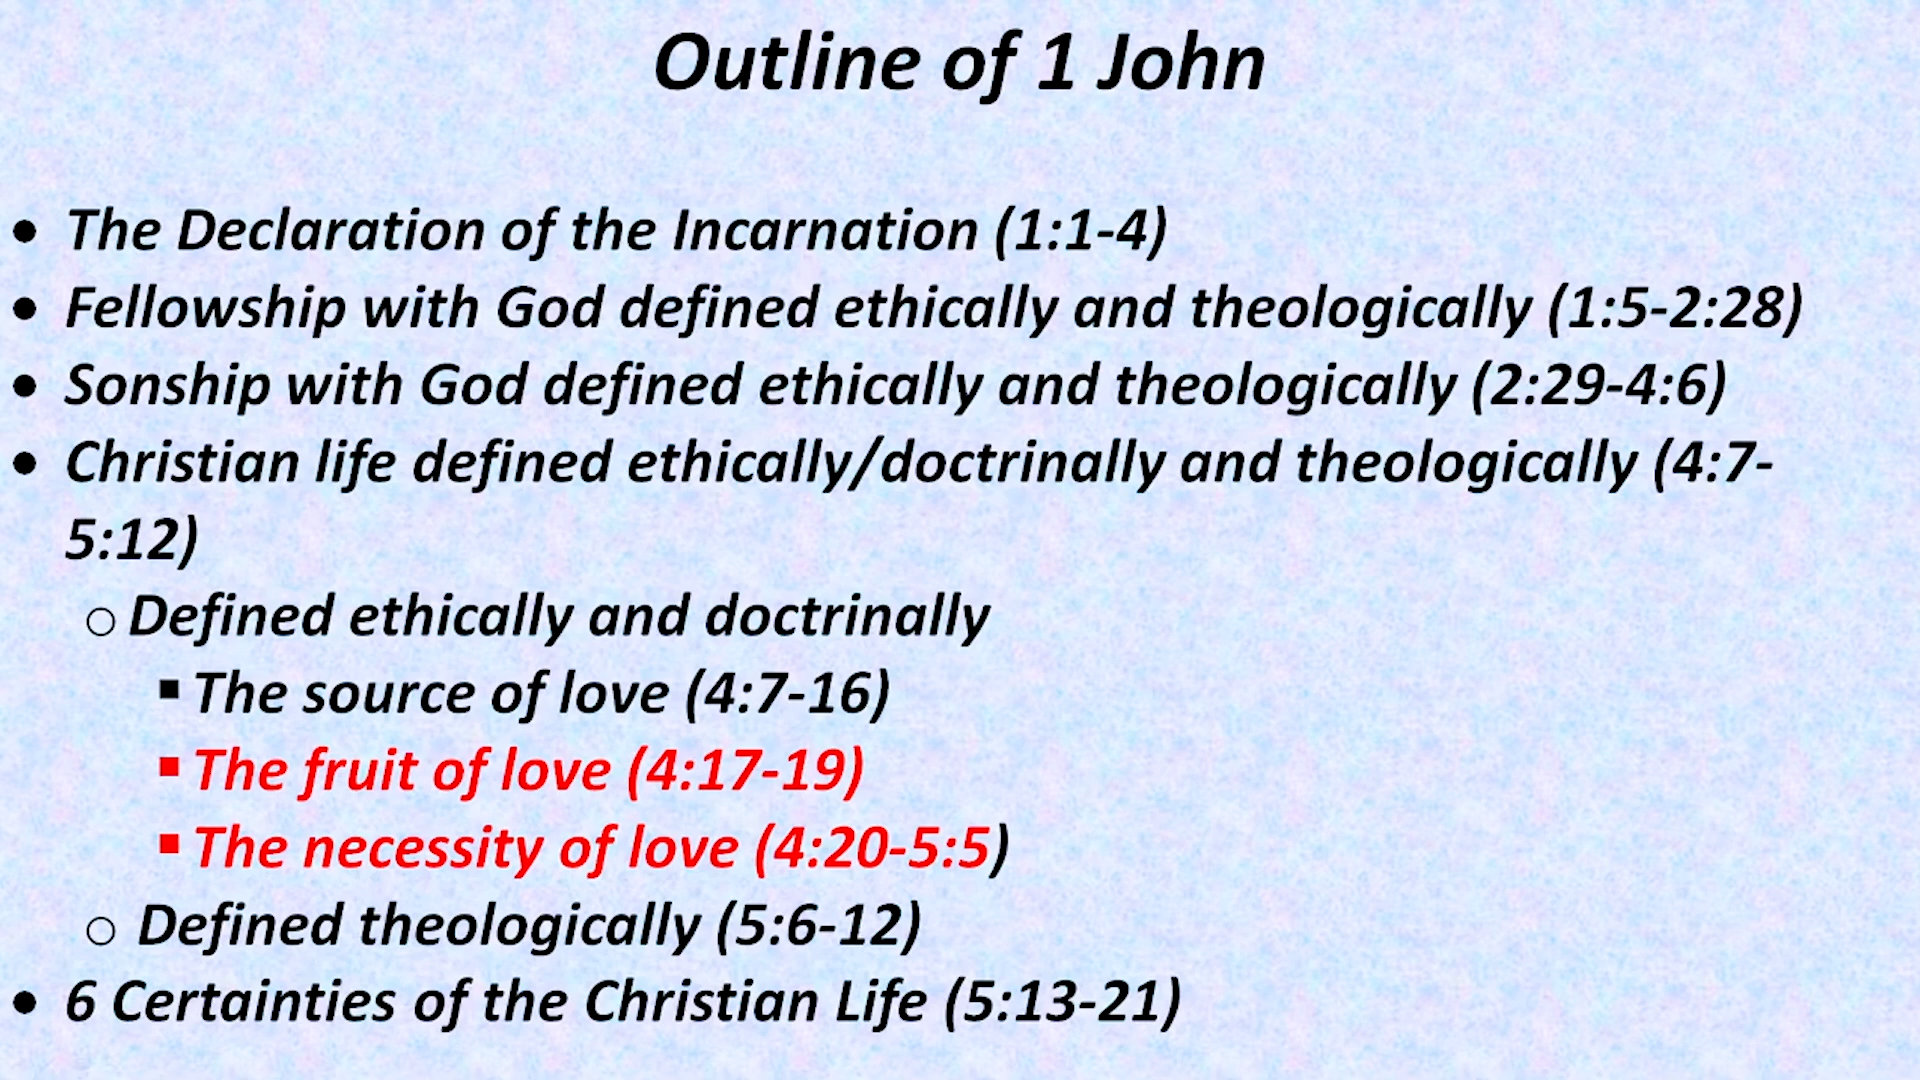 Outline of 1 John
• The Declaration of the Incarnation (1:1-4)
• Fellowship with God defined ethically and theologically (1:5-2:28)
• Sonship with God defined ethically and theologically (2:29-4:6)
• Christian life defined ethically/doctrinally and theologically (4:7-
5:12)
o Defined ethically and doctrinally
▪ The source of love (4:7-16)
▪ The fruit of love (4:17-19)
▪ The necessity of love (4:20-5:5)
o Defined theologically (5:6-12)
• 6 Certainties of the Christian Life (5:13-21)